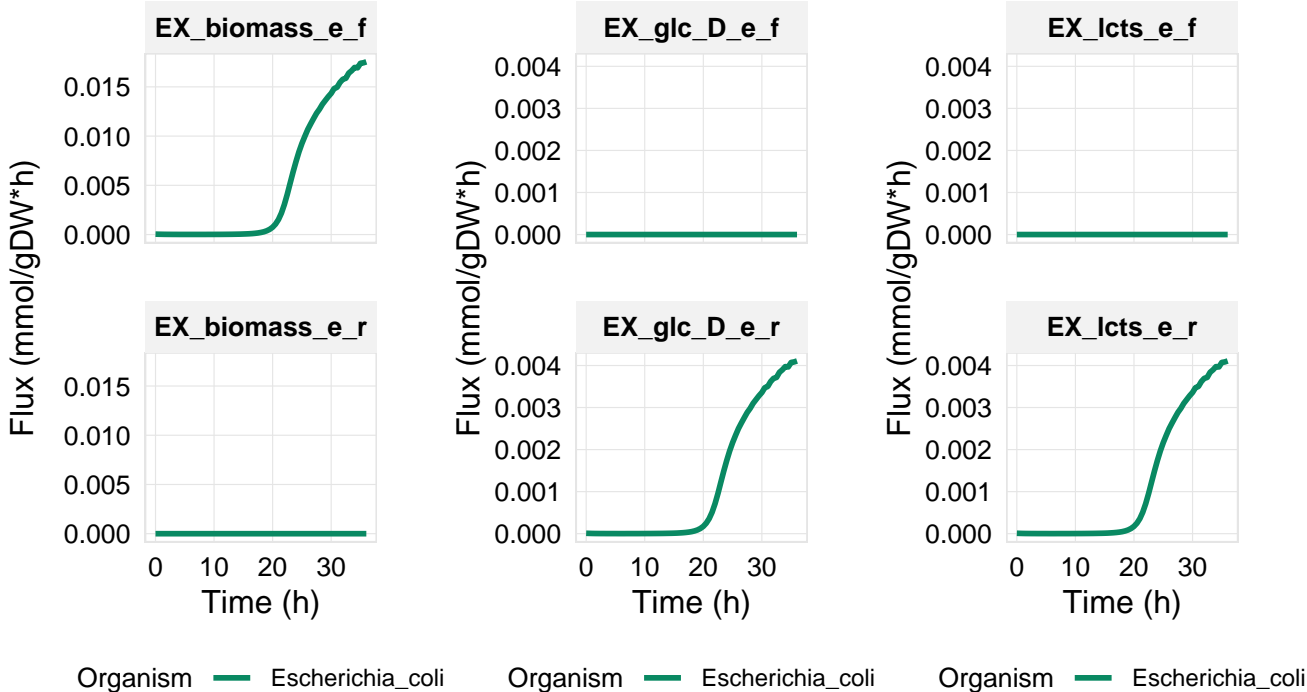 EX_biomass_e_f
EX_glc_D_e_f
EX_lcts_e_f
0.015
0.010
0.005
0.000
0.004
0.003
0.002
0.001
0.000
0.004
0.003
0.002
0.001
0.000
Flux (mmol/gDW*h)
Flux (mmol/gDW*h)
Flux (mmol/gDW*h)
EX_biomass_e_r
EX_glc_D_e_r
EX_lcts_e_r
0.015
0.010
0.005
0.000
0.004
0.003
0.002
0.001
0.000
0.004
0.003
0.002
0.001
0.000
0 10 20 30
0 10 20 30
0 10 20 30
Time (h)
Time (h)
Time (h)
Organism Escherichia_coli
Organism Escherichia_coli
Organism Escherichia_coli